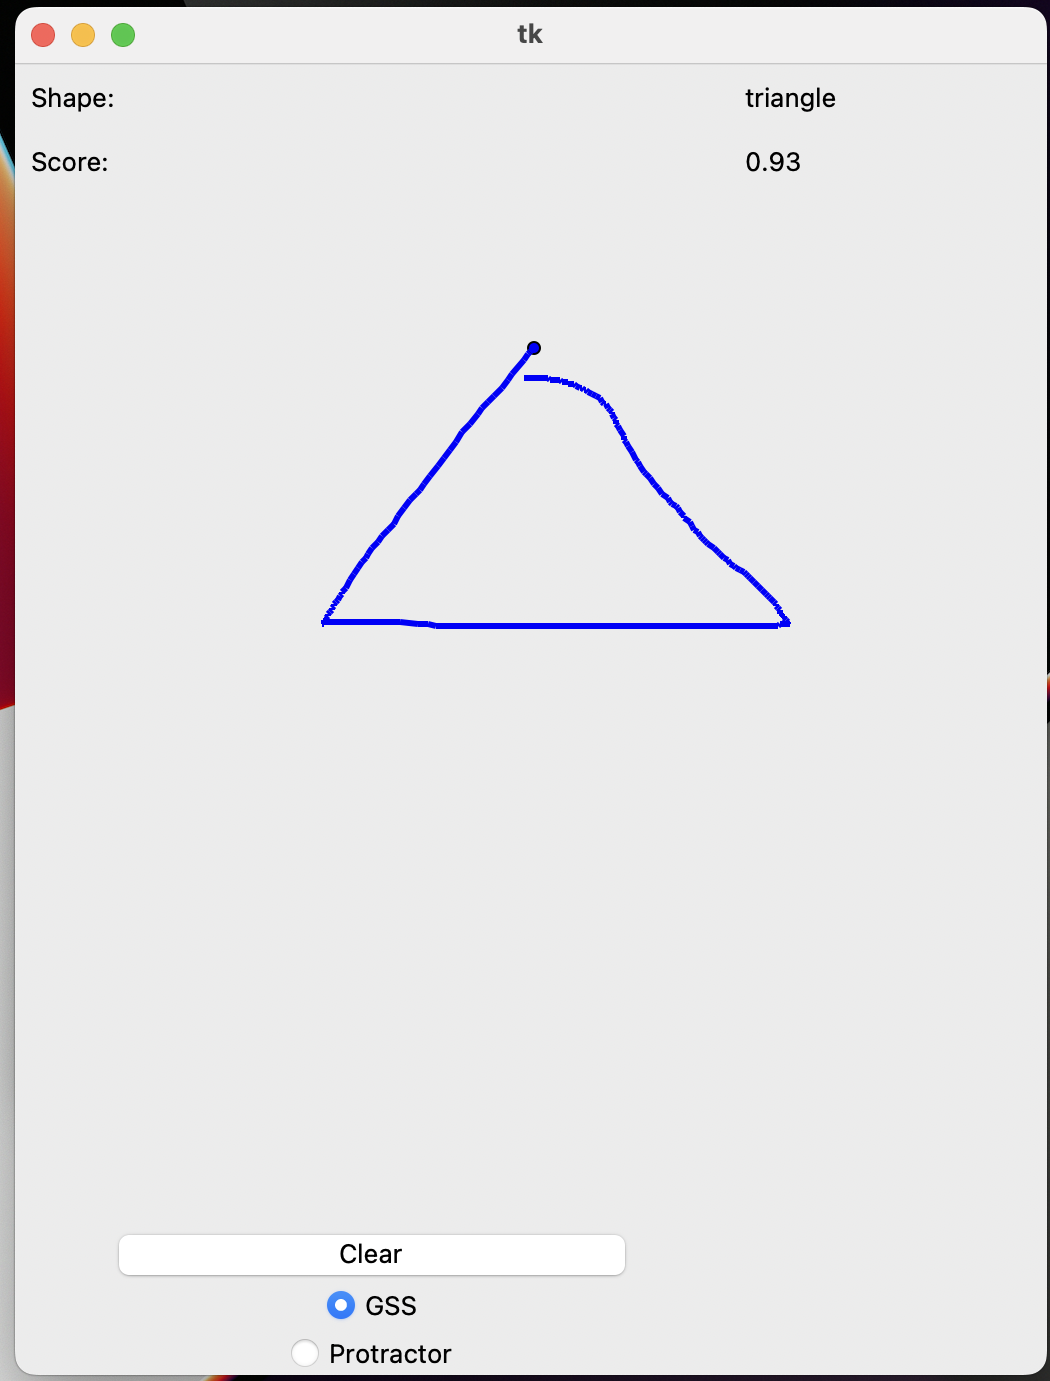 tk
Shape: triangle
Score: 0.93
Clear
GSS
Protractor